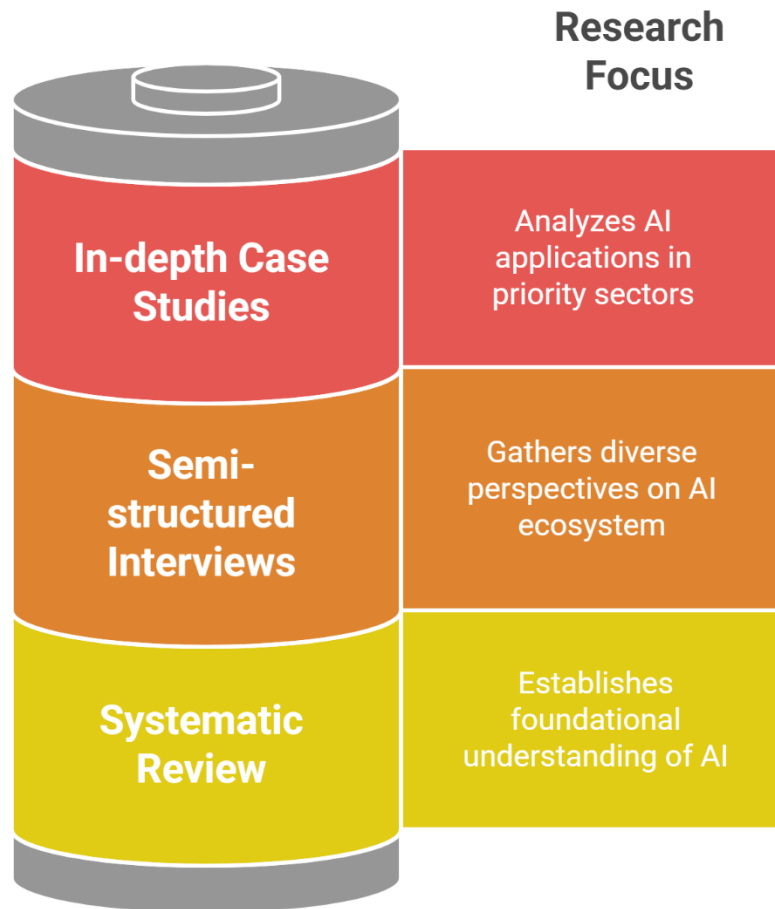 Research
Focus
In-depth Case
Studies
Analyzes AI
applications in
priority sectors
Semi-
structured
Interviews
Gathers diverse
perspectives on AI
ecosystem
Systematic
Review
Establishes
foundational
understanding of AI